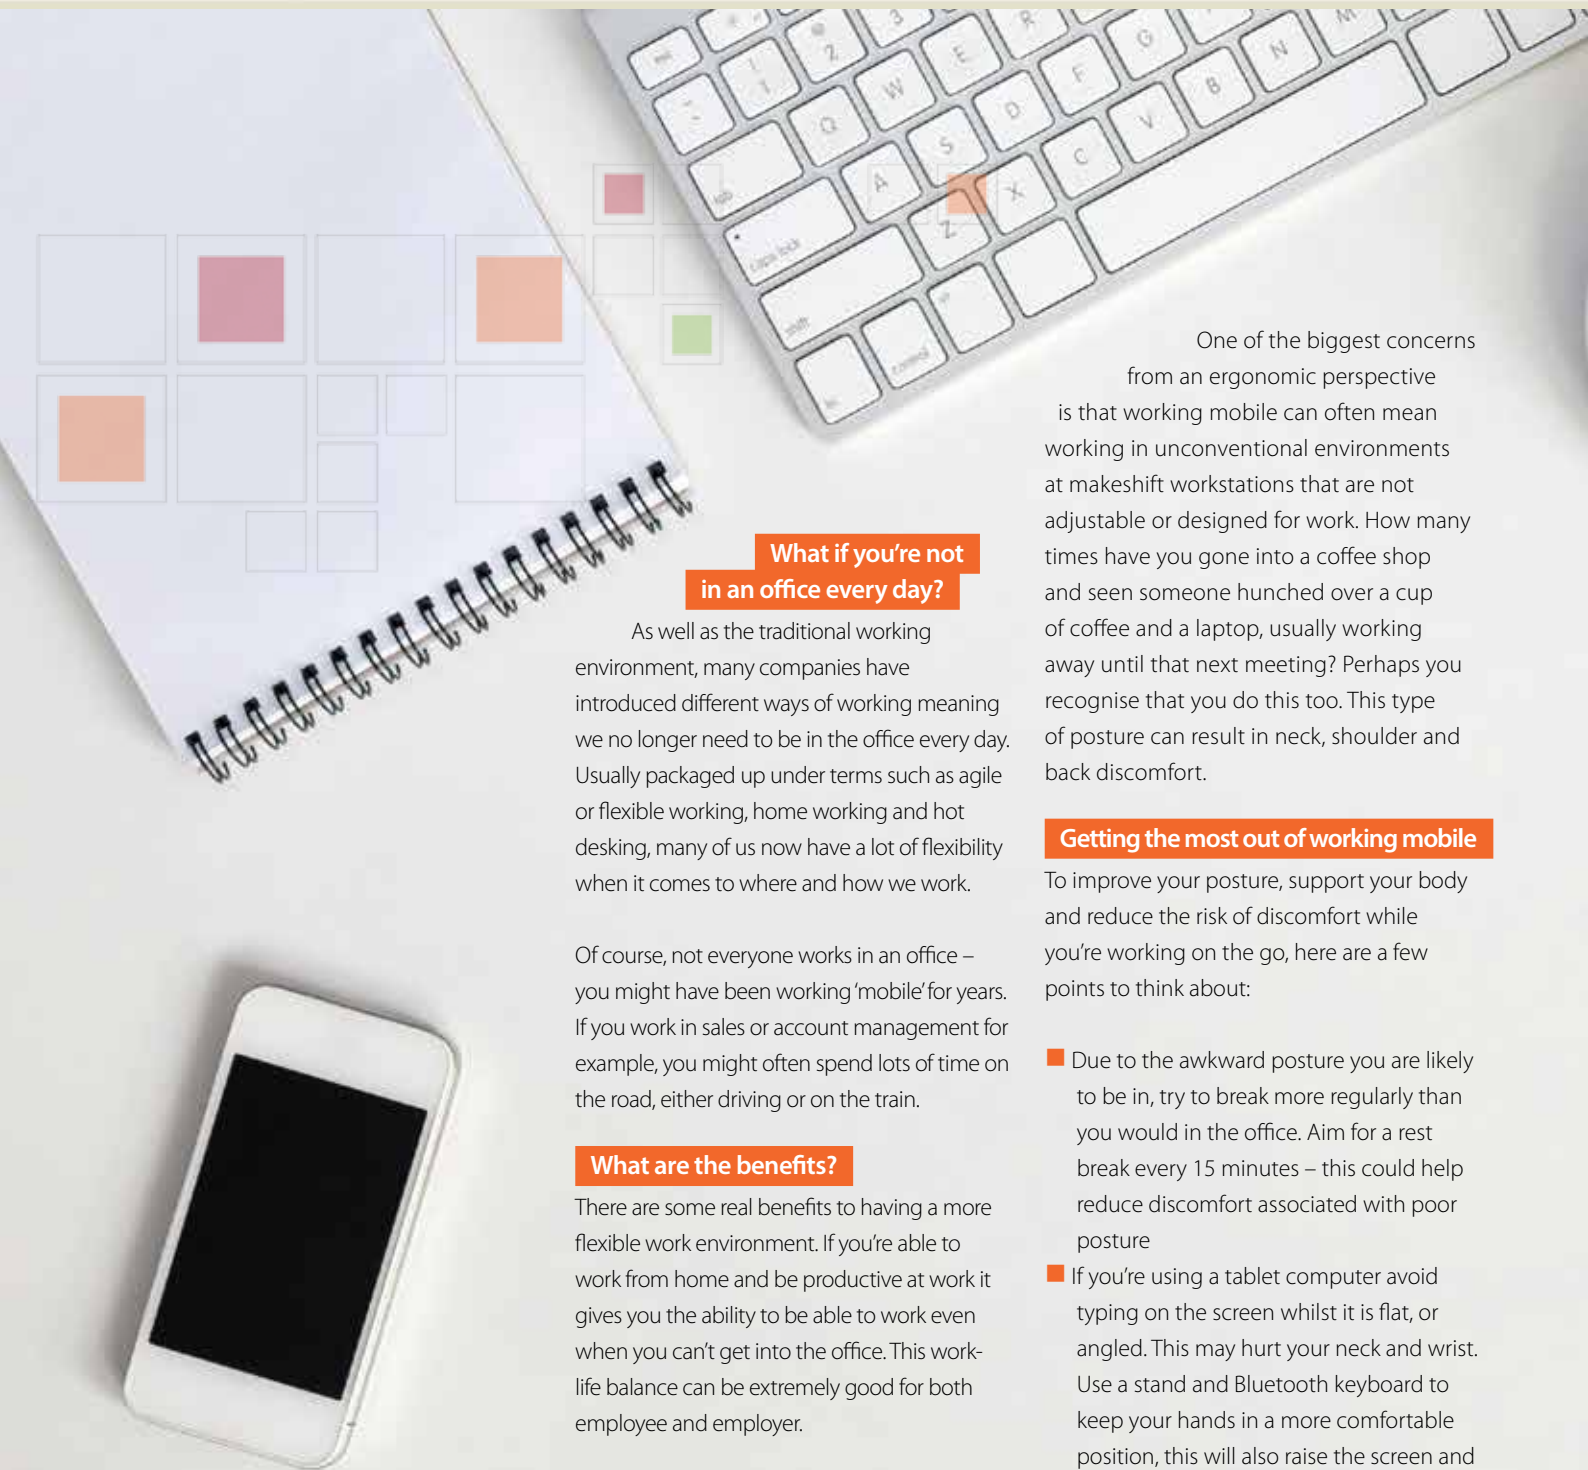 What if you're not
in an office every day?
As well as the traditional working
environment, many companies have
introduced different ways of working meaning
we no longer need to be in the office every day.
Usually packaged up under terms such as agile
or flexible working, home working and hot
desking, many of us now have a lot of flexibility
when it comes to where and how we work.
Of course, not everyone works in an office –
you might have been working 'mobile' for years.
If you work in sales or account management for
example, you might often spend lots of time on
the road, either driving or on the train.
What are the benefits?
There are some real benefits to having a more
flexible work environment. If you're able to
work from home and be productive at work it
gives you the ability to be able to work even
when you can't get into the office. This work-
life balance can be extremely good for both
employee and employer.
One of the biggest concerns
from an ergonomic perspective
is that working mobile can often mean
working in unconventional environments
at makeshift workstations that are not
adjustable or designed for work. How many
times have you gone into a coffee shop
and seen someone hunched over a cup
of coffee and a laptop, usually working
away until that next meeting? Perhaps you
recognise that you do this too. This type
of posture can result in neck, shoulder and
back discomfort.
Getting the most out of working mobile
To improve your posture, support your body
and reduce the risk of discomfort while
you're working on the go, here are a few
points to think about:
Due to the awkward posture you are likely
to be in, try to break more regularly than
you would in the office. Aim for a rest
break every 15 minutes – this could help
reduce discomfort associated with poor
posture
If you're using a tablet computer avoid
typing on the screen whilst it is flat, or
angled. This may hurt your neck and wrist.
Use a stand and Bluetooth keyboard to
keep your hands in a more comfortable
position, this will also raise the screen and
2 3
Q W E R
tab A S D F G
caps lock Z X C V B N M
shift
control